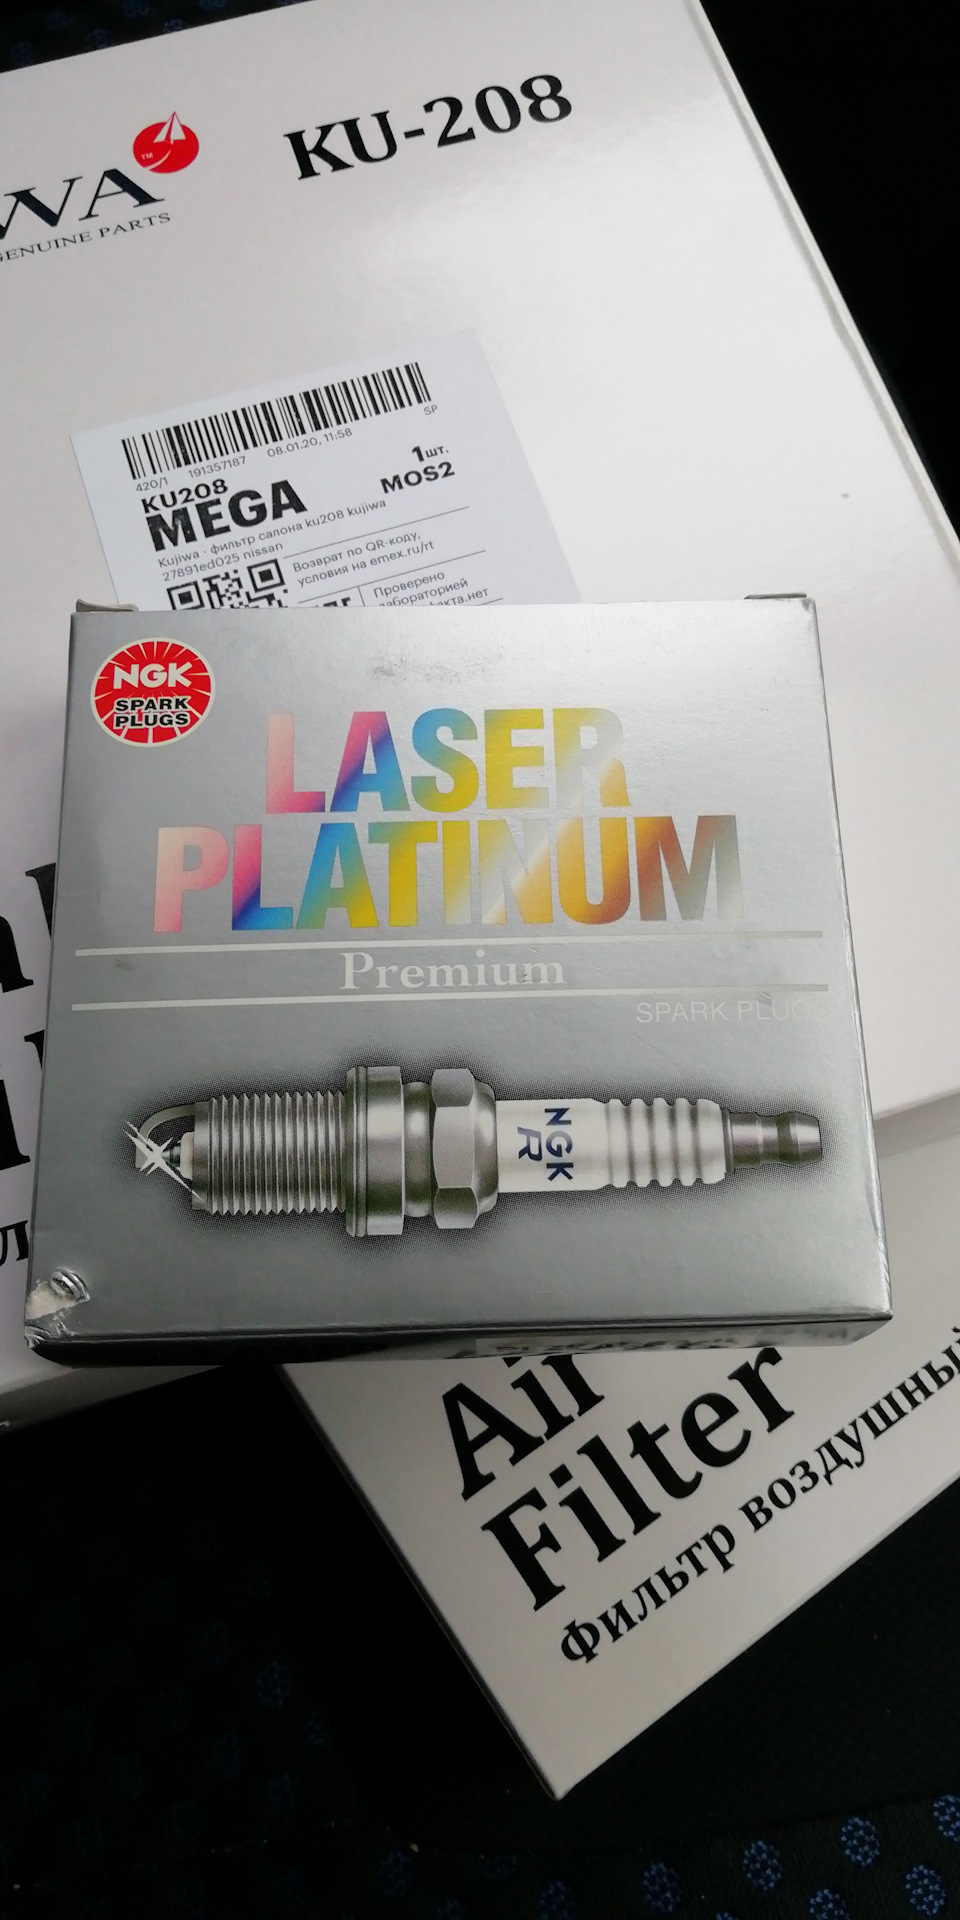 WA
TM
GENUINE PARTS
KU-208
SP
420/1 191357187 08.01.20, 11:58
KU208
1шт.
MEGA
MOS2
Kujiwa - фильтр салона ku208 kujiwa
27891ed025 nissan
Возврат по QR-коду,
условия на emex.ru/rt
Проверено
NGK
SPARK
PLUGS
LASER
PLATINUM
Premium
SPARK PLUGS
NGK
R
Air
Filter
Фильтр воздушный